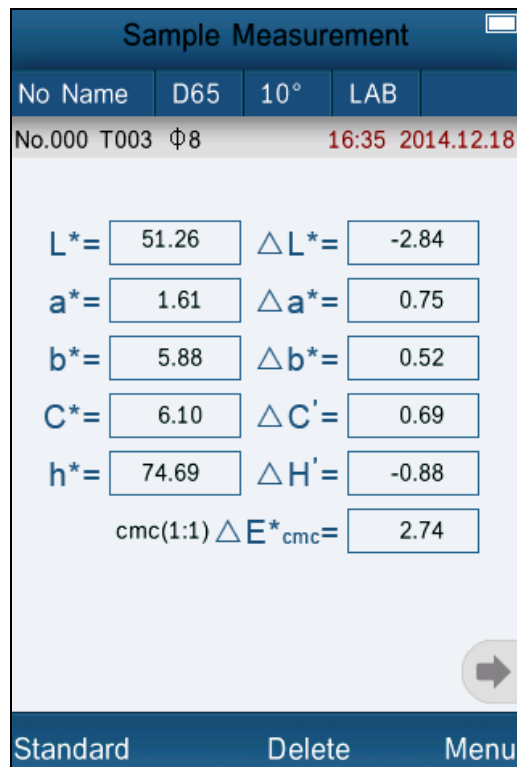 Sample Measurement
No Name D65 10° LAB
No.000 T003 Φ8 16:35 2014.12.18
L*= 51.26 △L*= -2.84
a*= 1.61 △a*= 0.75
b*= 5.88 △b*= 0.52
C*= 6.10 △C'= 0.69
h*= 74.69 △H'= -0.88
cmc(1:1) △E*cmc= 2.74
Standard Delete Menu